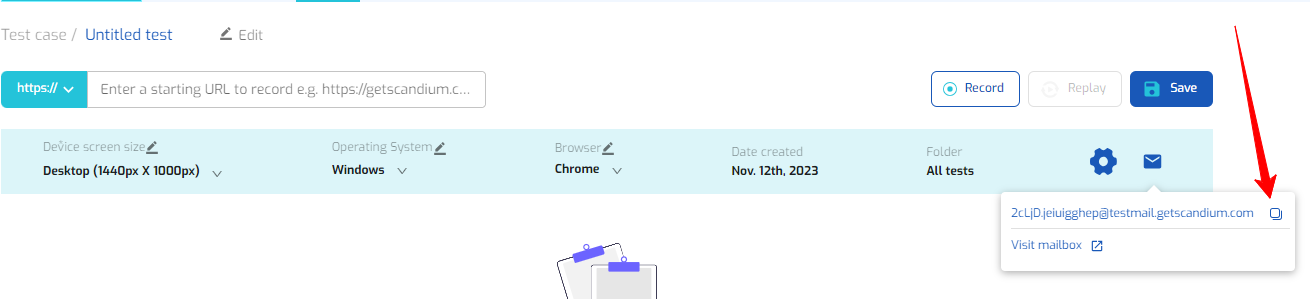 Test case / Untitled test Edit
https:// Enter a starting URL to record e.g. https://getscandium.c... Record Replay Save
Device screen size Operating System Browser Date created Folder
Desktop (1440px X 1000px) Windows Chrome Nov. 12th, 2023 All tests
2cLjD.jeiuigghep@testmail.getscandium.com
Visit mailbox